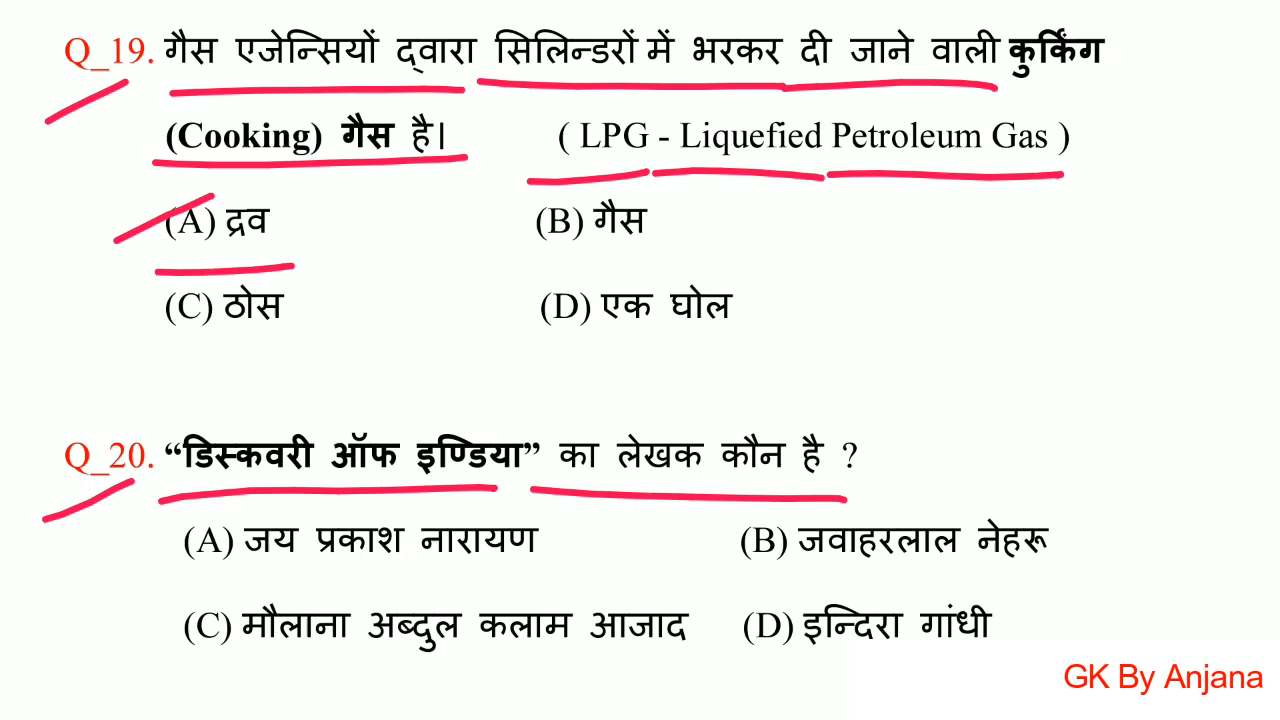 Q_19. गैस एजेन्सियों द्वारा सिलिन्डरों में भरकर दी जाने वाली कुर्किंग
(Cooking) गैस है। ( LPG - Liquefied Petroleum Gas )
(A) द्रव (B) गैस
(C) ठोस (D) एक घोल
Q_20. “डिस्कवरी ऑफ इण्डिया” का लेखक कौन है ?
(A) जय प्रकाश नारायण (B) जवाहरलाल नेहरू
(C) मौलाना अब्दुल कलाम आजाद (D) इन्दिरा गांधी
GK By Anjana